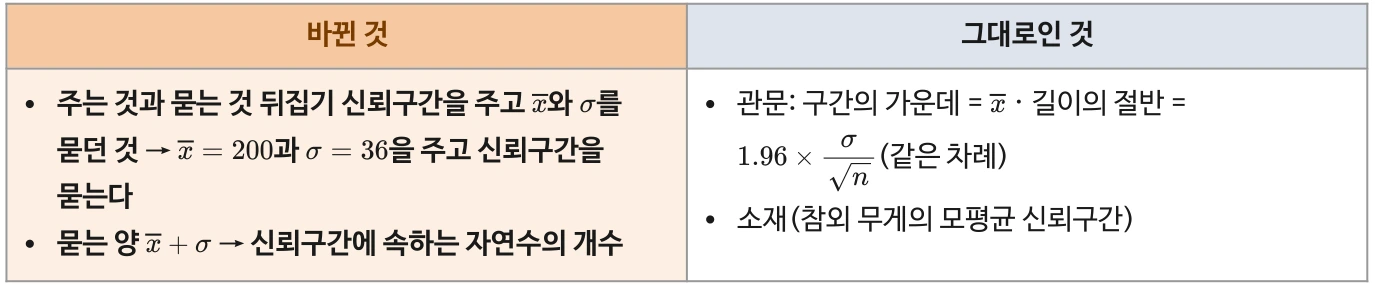 바뀐 것
그대로인 것
• 주는 것과 묻는 것 뒤집기 신뢰구간을 주고 x̄와 σ를
묻던 것 → x̄ = 200과 σ = 36을 주고 신뢰구간을
묻는다
• 묻는 양 x̄ + σ → 신뢰구간에 속하는 자연수의 개수
• 관문: 구간의 가운데 = x̄ · 길이의 절반 =
1.96 × σ/√n (같은 차례)
• 소재(참외 무게의 모평균 신뢰구간)